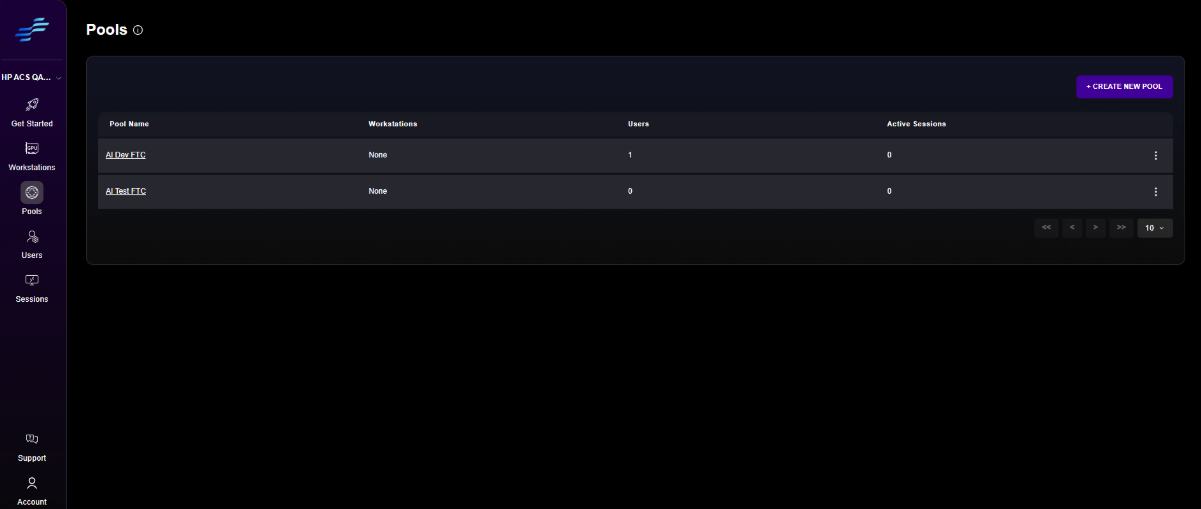 Pools
HP ACS QA...
Get Started
Workstations
Pools
Users
Sessions
Support
Account
+ CREATE NEW POOL
Pool Name Workstations Users Active Sessions
AI Dev FTC None 1 0
AI Test FTC None 0 0
<< < > >> 10